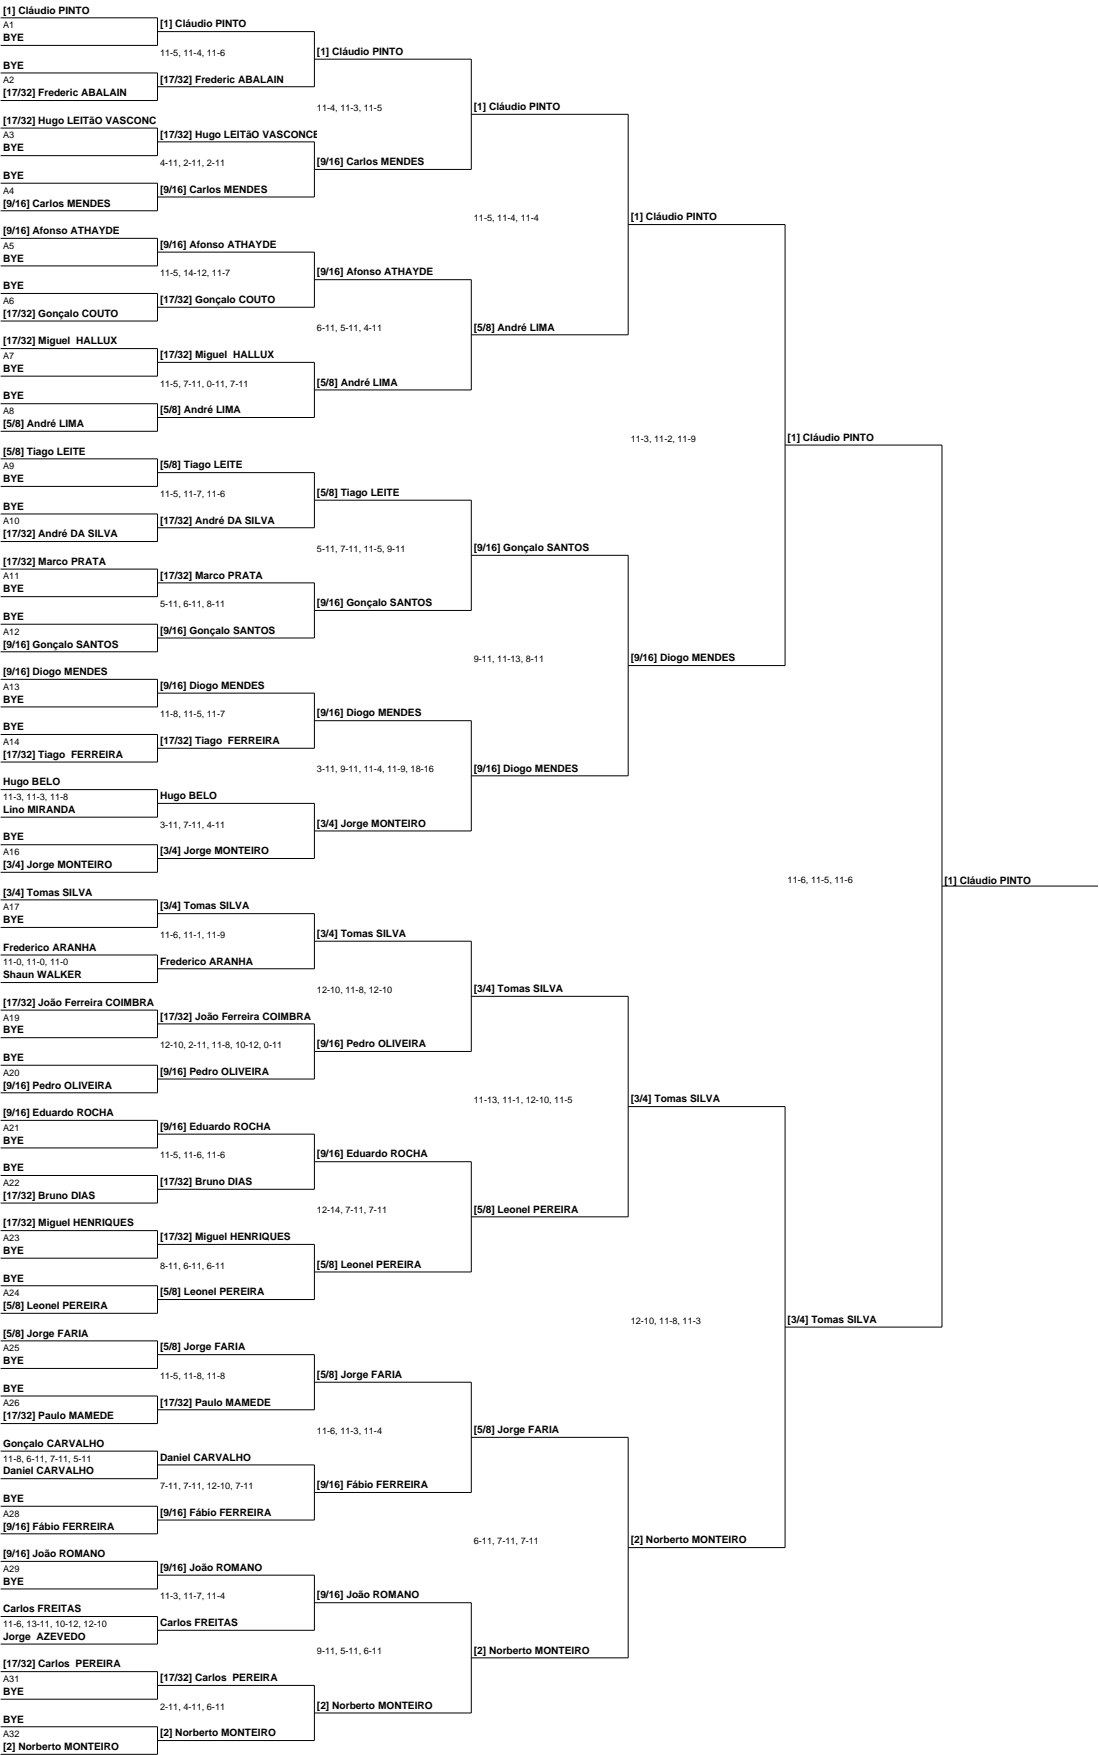 [1] Cláudio PINTO
A1
BYE
BYE
A2
[17/32] Frederic ABALAIN
[17/32] Hugo LEITãO VASCONC
A3
BYE
BYE
A4
[9/16] Carlos MENDES
[9/16] Afonso ATHAYDE
A5
BYE
BYE
A6
[17/32] Gonçalo COUTO
[17/32] Miguel  HALLUX
A7
BYE
BYE
A8
[5/8] André LIMA
[5/8] Tiago LEITE
A9
BYE
BYE
A10
[17/32] André DA SILVA
[17/32] Marco PRATA
A11
BYE
BYE
A12
[9/16] Gonçalo SANTOS
[9/16] Diogo MENDES
A13
BYE
BYE
A14
[17/32] Tiago  FERREIRA
Hugo BELO
11-3, 11-3, 11-8
Lino MIRANDA
BYE
A16
[3/4] Jorge MONTEIRO
[3/4] Tomas SILVA
A17
BYE
Frederico ARANHA
11-0, 11-0, 11-0
Shaun WALKER
[17/32] João Ferreira COIMBRA
A19
BYE
BYE
A20
[9/16] Pedro OLIVEIRA
[9/16] Eduardo ROCHA
A21
BYE
BYE
A22
[17/32] Bruno DIAS
[17/32] Miguel HENRIQUES
A23
BYE
BYE
A24
[5/8] Leonel PEREIRA
[5/8] Jorge FARIA
A25
BYE
BYE
A26
[17/32] Paulo MAMEDE
Gonçalo CARVALHO
11-8, 6-11, 7-11, 5-11
Daniel CARVALHO
BYE
A28
[9/16] Fábio FERREIRA
[9/16] João ROMANO
A29
BYE
Carlos FREITAS
11-6, 13-11, 10-12, 12-10
Jorge  AZEVEDO
[17/32] Carlos  PEREIRA
A31
BYE
BYE
A32
[2] Norberto MONTEIRO
[1] Cláudio PINTO
11-5, 11-4, 11-6
[17/32] Frederic ABALAIN
[17/32] Hugo LEITãO VASCONCE
4-11, 2-11, 2-11
[9/16] Carlos MENDES
[9/16] Afonso ATHAYDE
11-5, 14-12, 11-7
[17/32] Gonçalo COUTO
[17/32] Miguel  HALLUX
11-5, 7-11, 0-11, 7-11
[5/8] André LIMA
[5/8] Tiago LEITE
11-5, 11-7, 11-6
[17/32] André DA SILVA
[17/32] Marco PRATA
5-11, 6-11, 8-11
[9/16] Gonçalo SANTOS
[9/16] Diogo MENDES
11-8, 11-5, 11-7
[17/32] Tiago  FERREIRA
Hugo BELO
3-11, 7-11, 4-11
[3/4] Jorge MONTEIRO
[3/4] Tomas SILVA
11-6, 11-1, 11-9
Frederico ARANHA
[17/32] João Ferreira COIMBRA
12-10, 2-11, 11-8, 10-12, 0-11
[9/16] Pedro OLIVEIRA
[9/16] Eduardo ROCHA
11-5, 11-6, 11-6
[17/32] Bruno DIAS
[17/32] Miguel HENRIQUES
8-11, 6-11, 6-11
[5/8] Leonel PEREIRA
[5/8] Jorge FARIA
11-5, 11-8, 11-8
[17/32] Paulo MAMEDE
Daniel CARVALHO
7-11, 7-11, 12-10, 7-11
[9/16] Fábio FERREIRA
[9/16] João ROMANO
11-3, 11-7, 11-4
Carlos FREITAS
[17/32] Carlos  PEREIRA
2-11, 4-11, 6-11
[2] Norberto MONTEIRO
[1] Cláudio PINTO
11-4, 11-3, 11-5
[9/16] Carlos MENDES
[9/16] Afonso ATHAYDE
6-11, 5-11, 4-11
[5/8] André LIMA
[5/8] Tiago LEITE
5-11, 7-11, 11-5, 9-11
[9/16] Gonçalo SANTOS
[9/16] Diogo MENDES
3-11, 9-11, 11-4, 11-9, 18-16
[3/4] Jorge MONTEIRO
[3/4] Tomas SILVA
12-10, 11-8, 12-10
[9/16] Pedro OLIVEIRA
[9/16] Eduardo ROCHA
12-14, 7-11, 7-11
[5/8] Leonel PEREIRA
[5/8] Jorge FARIA
11-6, 11-3, 11-4
[9/16] Fábio FERREIRA
[9/16] João ROMANO
9-11, 5-11, 6-11
[2] Norberto MONTEIRO
[1] Cláudio PINTO
11-5, 11-4, 11-4
[5/8] André LIMA
[9/16] Gonçalo SANTOS
9-11, 11-13, 8-11
[9/16] Diogo MENDES
[3/4] Tomas SILVA
11-13, 11-1, 12-10, 11-5
[5/8] Leonel PEREIRA
[5/8] Jorge FARIA
6-11, 7-11, 7-11
[2] Norberto MONTEIRO
[1] Cláudio PINTO
11-3, 11-2, 11-9
[9/16] Diogo MENDES
[3/4] Tomas SILVA
12-10, 11-8, 11-3
[2] Norberto MONTEIRO
[1] Cláudio PINTO
11-6, 11-5, 11-6
[3/4] Tomas SILVA
[1] Cláudio PINTO